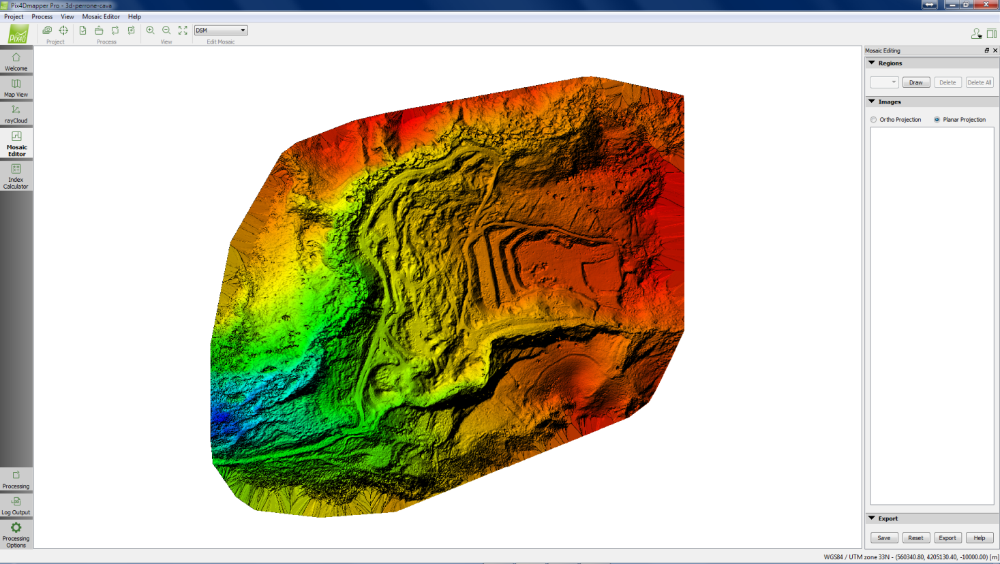 Pix4Dmapper Pro - 3d-perrone-cava
Project Process View Mosaic Editor Help
PIX4D
DSM
Project Process View Edit Mosaic
Welcome
Map View
rayCloud
Mosaic
Editor
Index
Calculator
Processing
Log Output
Processing
Options
Mosaic Editing
Regions
Draw Delete Delete All
Images
Ortho Projection Planar Projection
Export
Save Reset Export Help
WGS84 / UTM zone 33N - (560340.80, 4205130.40, -10000.00) [m]